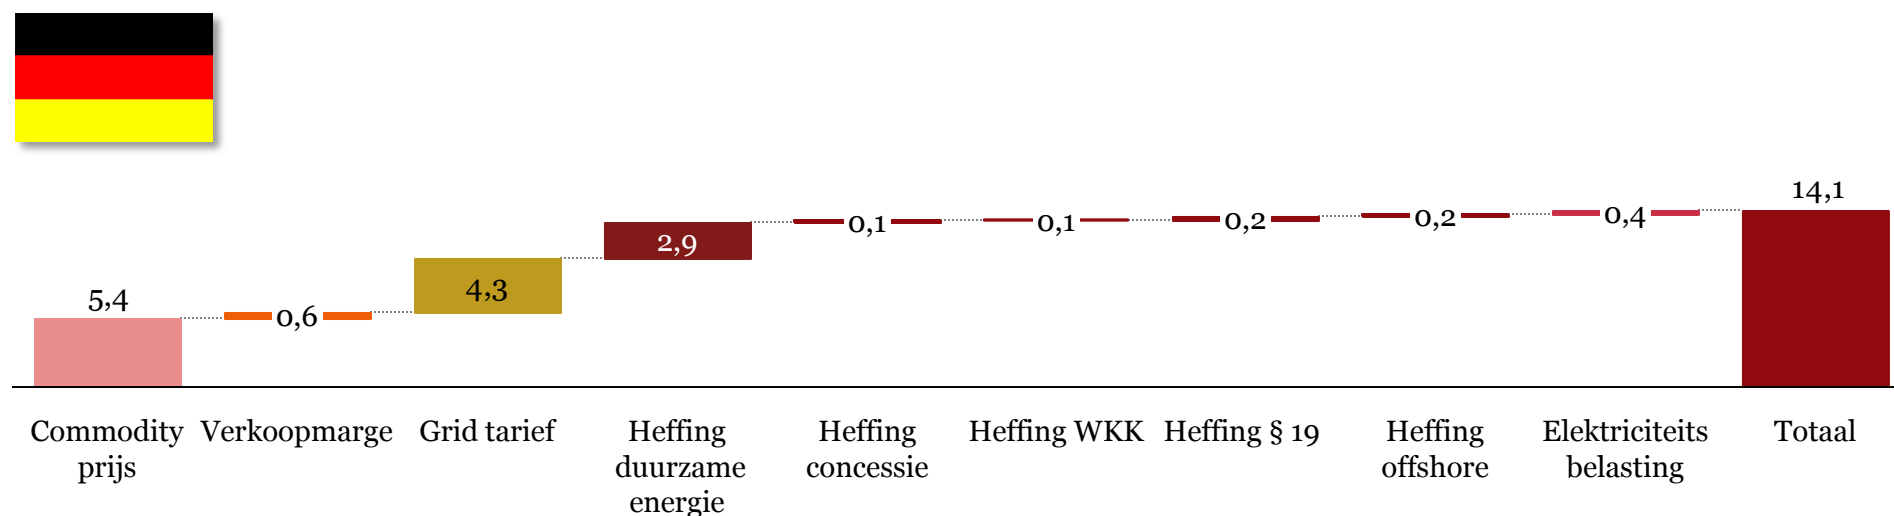 14,1
0,1
0,1
0,2
0,2
0,4
2,9
4,3
5,4
0,6
Commodity
prijs
Verkoopmarge
Grid tarief
Heffing
duurzame
energie
Heffing
concessie
Heffing WKK
Heffing § 19
Heffing
offshore
Elektriciteits
belasting
Totaal